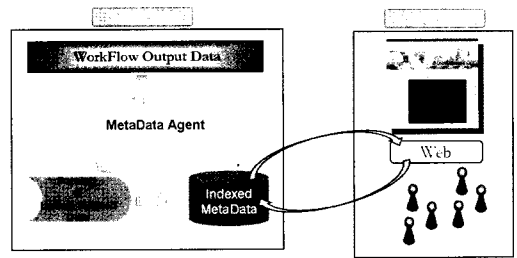 WorkFlow Output Data
MetaData Agent
Web
Indexed
MetaData